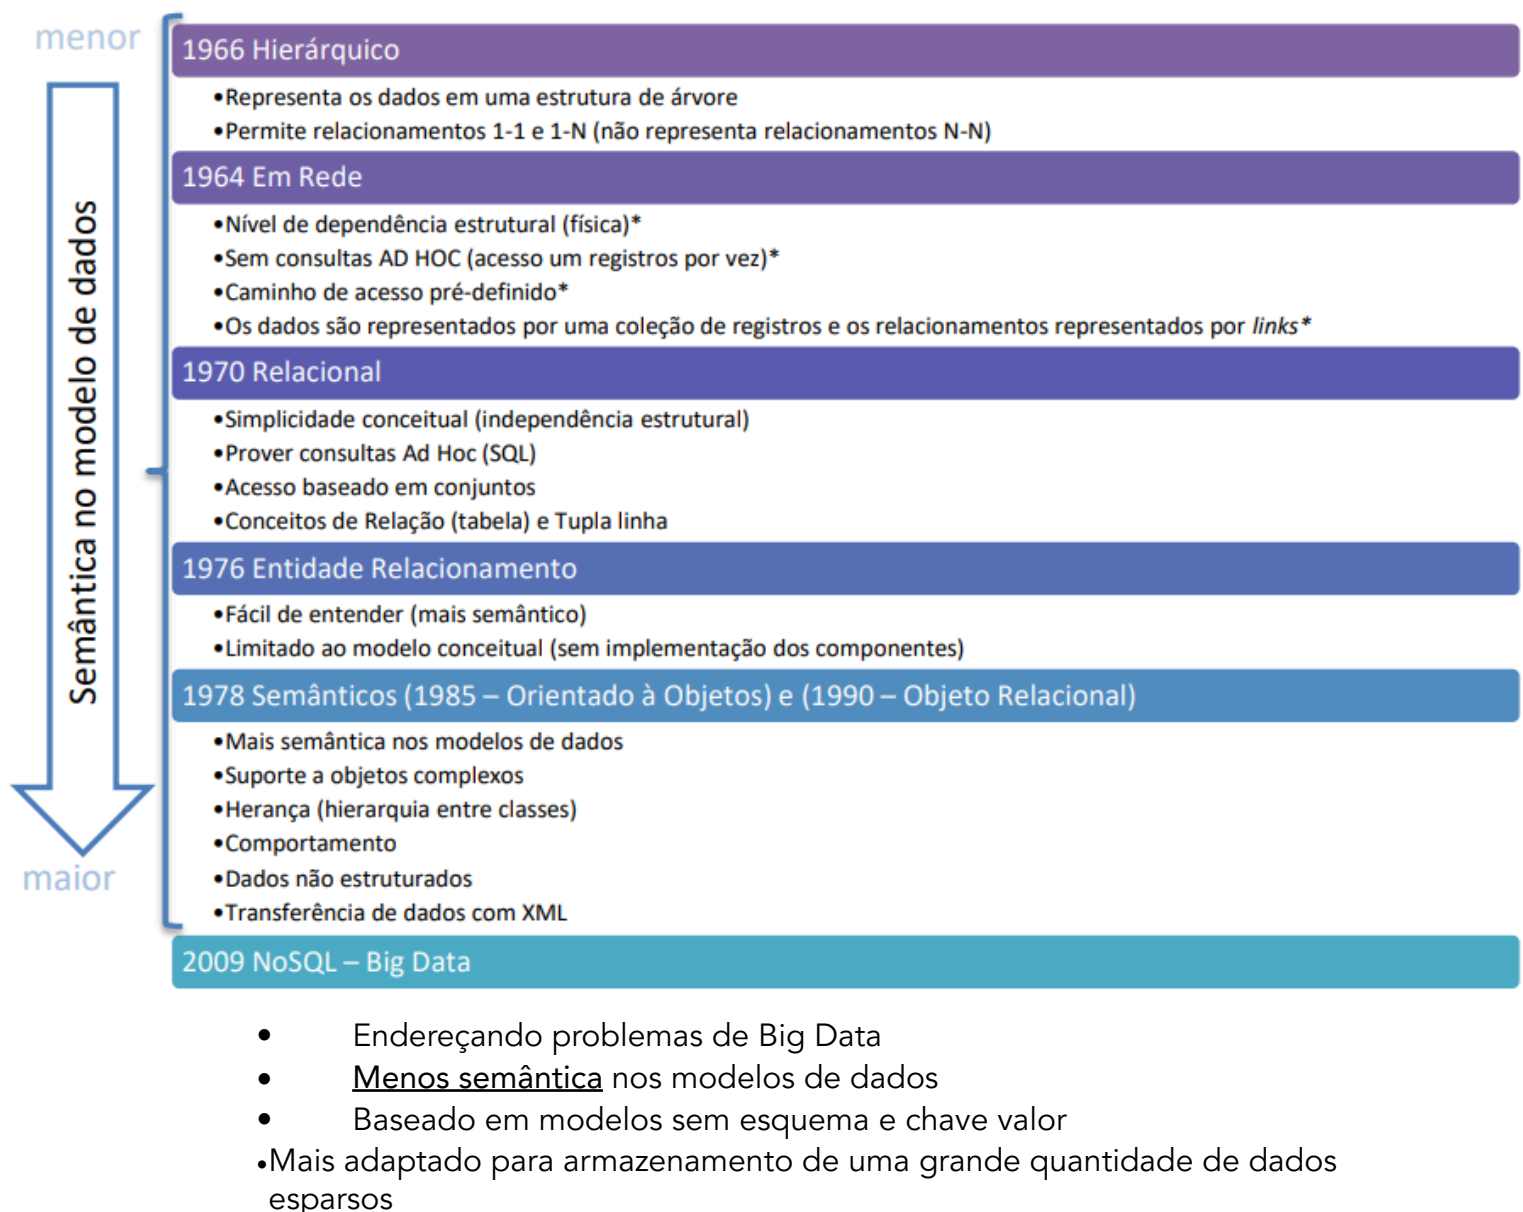 menor
Semântica no modelo de dados
maior
1966 Hierárquico
•Representa os dados em uma estrutura de árvore
•Permite relacionamentos 1-1 e 1-N (não representa relacionamentos N-N)
1964 Em Rede
•Nível de dependência estrutural (física)*
•Sem consultas AD HOC (acesso um registros por vez)*
•Caminho de acesso pré-definido*
•Os dados são representados por uma coleção de registros e os relacionamentos representados por links*
1970 Relacional
•Simplicidade conceitual (independência estrutural)
•Prover consultas Ad Hoc (SQL)
•Acesso baseado em conjuntos
•Conceitos de Relação (tabela) e Tupla linha
1976 Entidade Relacionamento
•Fácil de entender (mais semântico)
•Limitado ao modelo conceitual (sem implementação dos componentes)
1978 Semânticos (1985 – Orientado à Objetos) e (1990 – Objeto Relacional)
•Mais semântica nos modelos de dados
•Suporte a objetos complexos
•Herança (hierarquia entre classes)
•Comportamento
•Dados não estruturados
•Transferência de dados com XML
2009 NoSQL – Big Data
• Endereçando problemas de Big Data
• Menos semântica nos modelos de dados
• Baseado em modelos sem esquema e chave valor
•Mais adaptado para armazenamento de uma grande quantidade de dados
esparsos